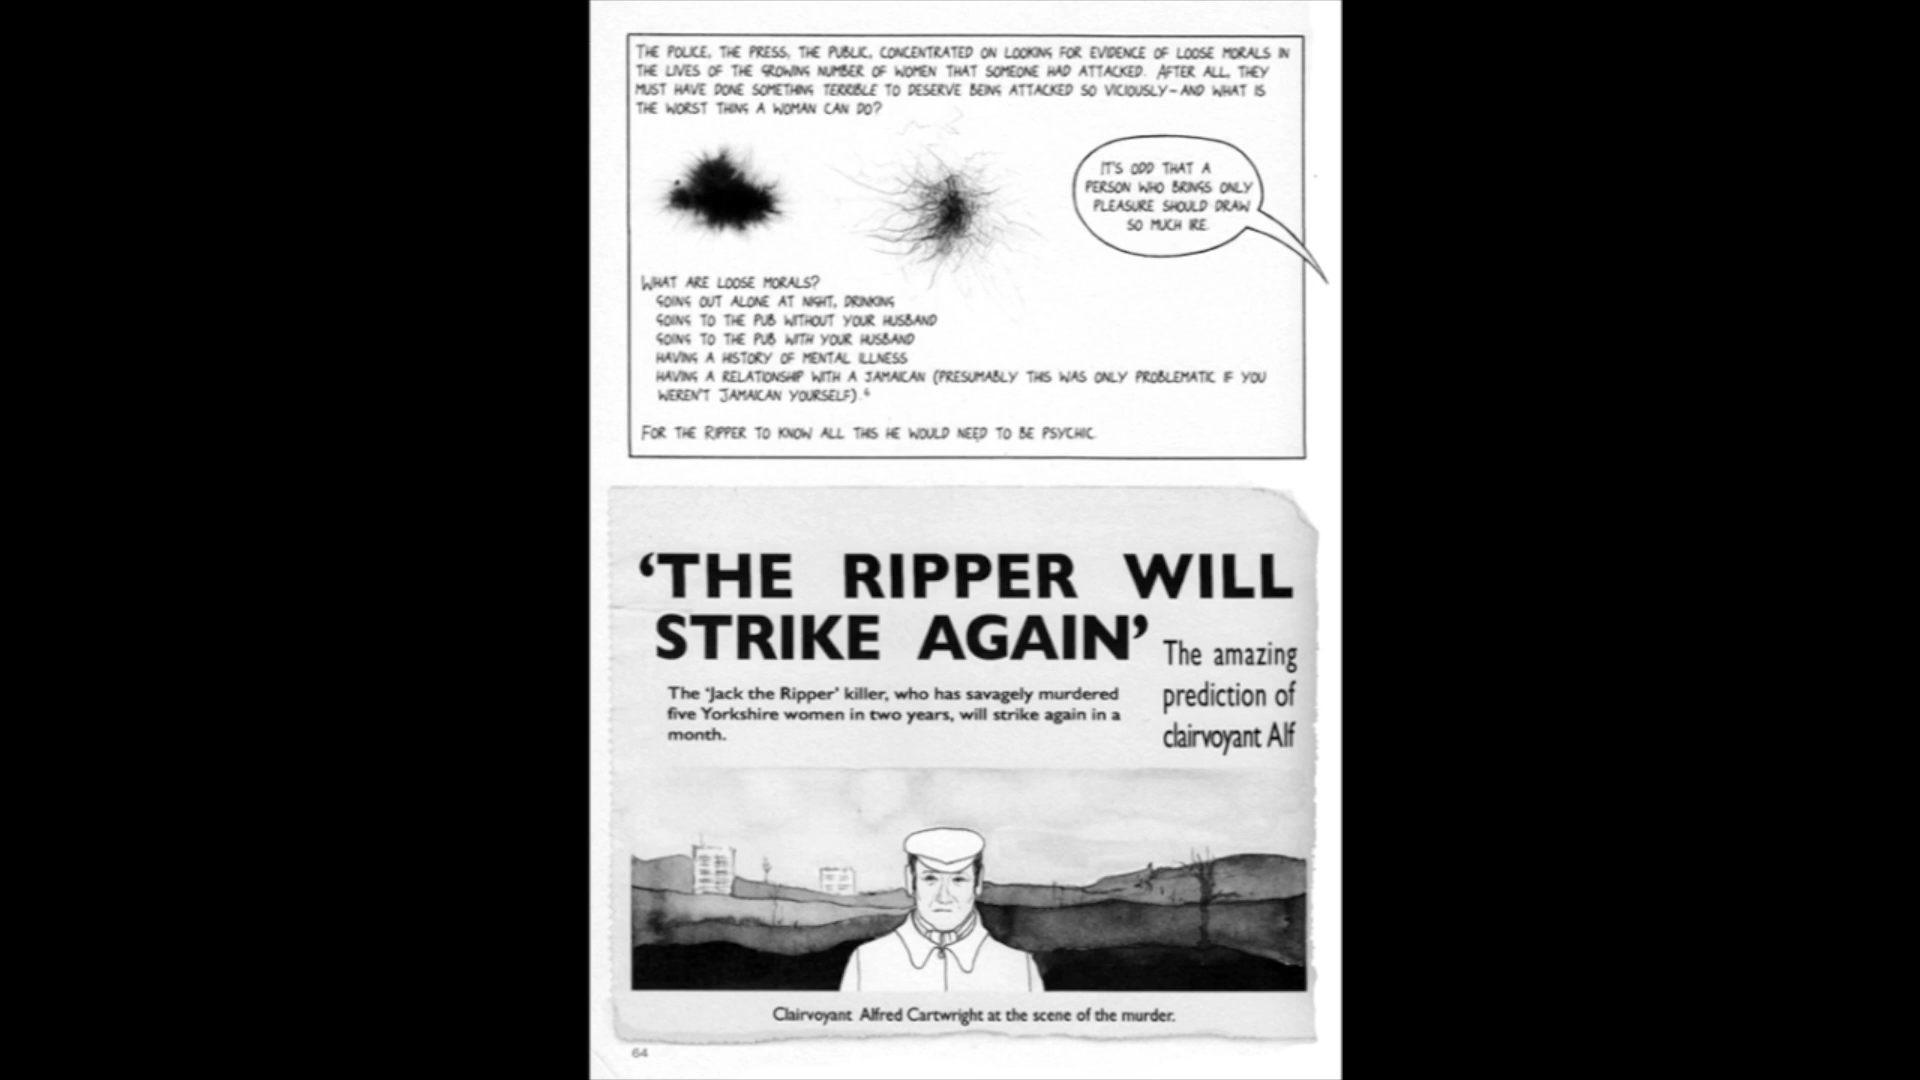 THE POLICE, THE PRESS, THE PUBLIC, CONCENTRATED ON LOOKING FOR EVIDENCE OF LOOSE MORALS IN
THE LIVES OF THE GROWING NUMBER OF WOMEN THAT SOMEONE HAD ATTACKED. AFTER ALL, THEY
MUST HAVE DONE SOMETHING TERRIBLE TO DESERVE BEING ATTACKED SO VICIOUSLY – AND WHAT IS
THE WORST THING A WOMAN CAN DO?
IT'S ODD THAT A
PERSON WHO BRINGS ONLY
PLEASURE SHOULD DRAW
SO MUCH IRE.
WHAT ARE LOOSE MORALS?
GOING OUT ALONE AT NIGHT, DRINKING
GOING TO THE PUB WITHOUT YOUR HUSBAND
GOING TO THE PUB WITH YOUR HUSBAND
HAVING A HISTORY OF MENTAL ILLNESS
HAVING A RELATIONSHIP WITH A JAMAICAN (PRESUMABLY THIS WAS ONLY PROBLEMATIC IF YOU
WEREN'T JAMAICAN YOURSELF).⁶
FOR THE RIPPER TO KNOW ALL THIS HE WOULD NEED TO BE PSYCHIC.
‘THE RIPPER WILL
STRIKE AGAIN’
The amazing
prediction of
clairvoyant Alf
The ‘Jack the Ripper’ killer, who has savagely murdered
five Yorkshire women in two years, will strike again in a
month.
Clairvoyant Alfred Cartwright at the scene of the murder.
64